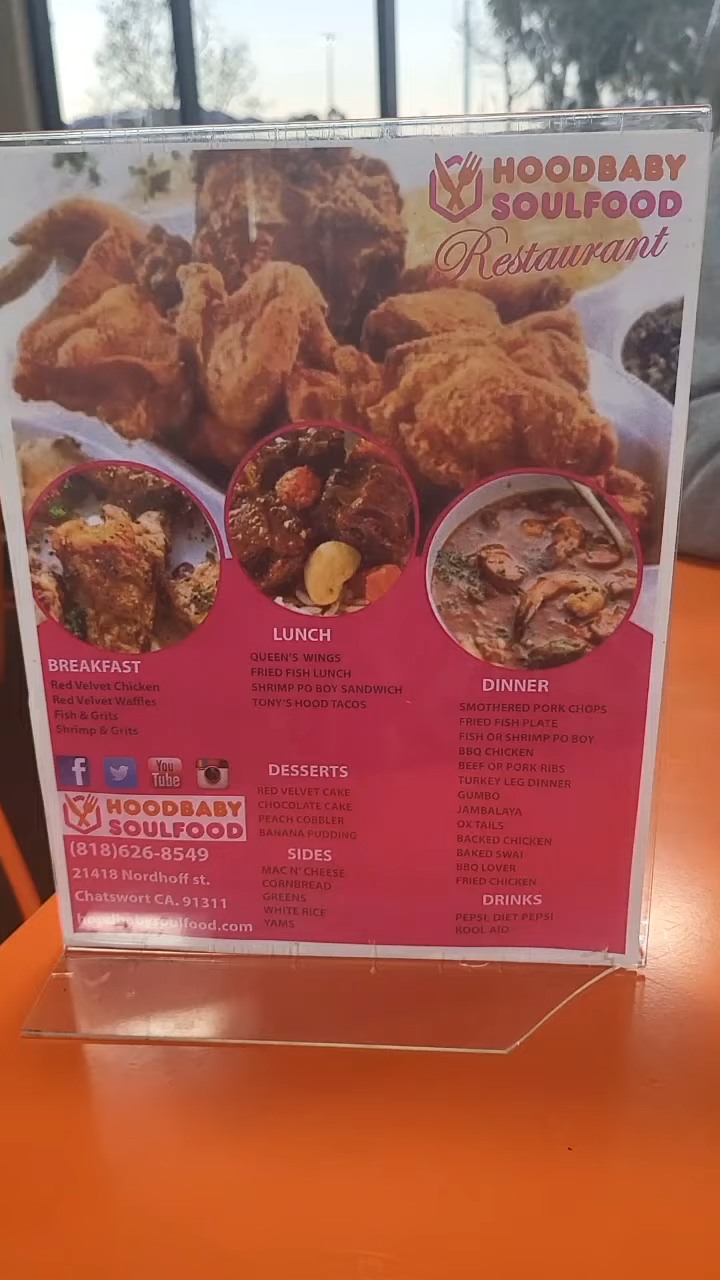 HOODBABY
SOULFOOD
Restaurant
BREAKFAST
Red Velvet Chicken
Red Velvet Waffles
Fish & Grits
Shrimp & Grits
LUNCH
QUEEN'S WINGS
FRIED FISH LUNCH
SHRIMP PO BOY SANDWICH
TONY'S HOOD TACOS
DINNER
SMOTHERED PORK CHOPS
FRIED FISH PLATE
FISH OR SHRIMP PO BOY
BBQ CHICKEN
BEEF OR PORK RIBS
TURKEY LEG DINNER
GUMBO
JAMBALAYA
OXTAILS
BACKED CHICKEN
BAKED SWAI
BBQ LOVER
FRIED CHICKEN
DESSERTS
RED VELVET CAKE
CHOCOLATE CAKE
PEACH COBBLER
BANANA PUDDING
SIDES
MAC N' CHEESE
CORNBREAD
GREENS
WHITE RICE
YAMS
DRINKS
PEPSI, DIET PEPSI
KOOL AID
f
You
Tube
HOODBABY
SOULFOOD
(818)626-8549
21418 Nordhoff st.
Chatswort CA. 91311
hoodbabysoulfood.com